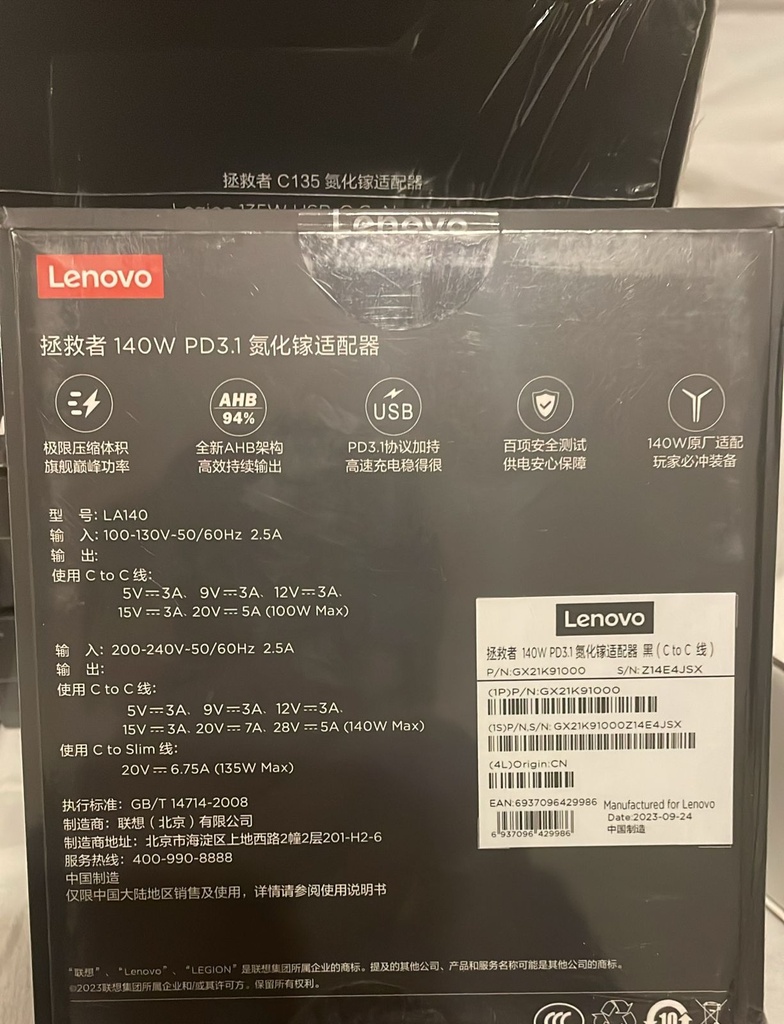 拯救者 C135 氮化镓适配器
Lenovo
Lenovo
拯救者 140W PD3.1 氮化镓适配器
AHB
94%
USB
极限压缩体积
旗舰巅峰功率
全新AHB架构
高效持续输出
PD3.1协议加持
高速充电稳得很
百项安全测试
供电安心保障
140W原厂适配
玩家必冲装备
型 号: LA140
输 入: 100-130V~50/60Hz 2.5A
输 出:
使用 C to C 线:
5V⎓3A、9V⎓3A、12V⎓3A、
15V⎓3A、20V⎓5A (100W Max)
输 入: 200-240V~50/60Hz 2.5A
输 出:
使用 C to C 线:
5V⎓3A、9V⎓3A、12V⎓3A、
15V⎓3A、20V⎓7A、28V⎓5A (140W Max)
使用 C to Slim 线:
20V⎓6.75A (135W Max)
执行标准: GB/T 14714-2008
制造商: 联想(北京)有限公司
制造商地址: 北京市海淀区上地西路2幢2层201-H2-6
服务热线: 400-990-8888
中国制造
仅限中国大陆地区销售及使用,详情请参阅使用说明书
Lenovo
拯救者 140W PD3.1 氮化镓适配器 黑(C to C 线)
P/N:GX21K91000 S/N:Z14E4JSX
(1P)P/N:GX21K91000
(1S)P/N,S/N: GX21K91000Z14E4JSX
(4L)Origin:CN
EAN:6937096429986
6 937096 429986
Manufactured for Lenovo
Date:2023-09-24
中国制造
"联想"、"Lenovo"、"LEGION"是联想集团所属企业的商标。提及的其他公司、产品和服务名称可能是其他公司的商标。
©2023联想集团所属企业和/或其许可方。保留所有权利。
CCC
10